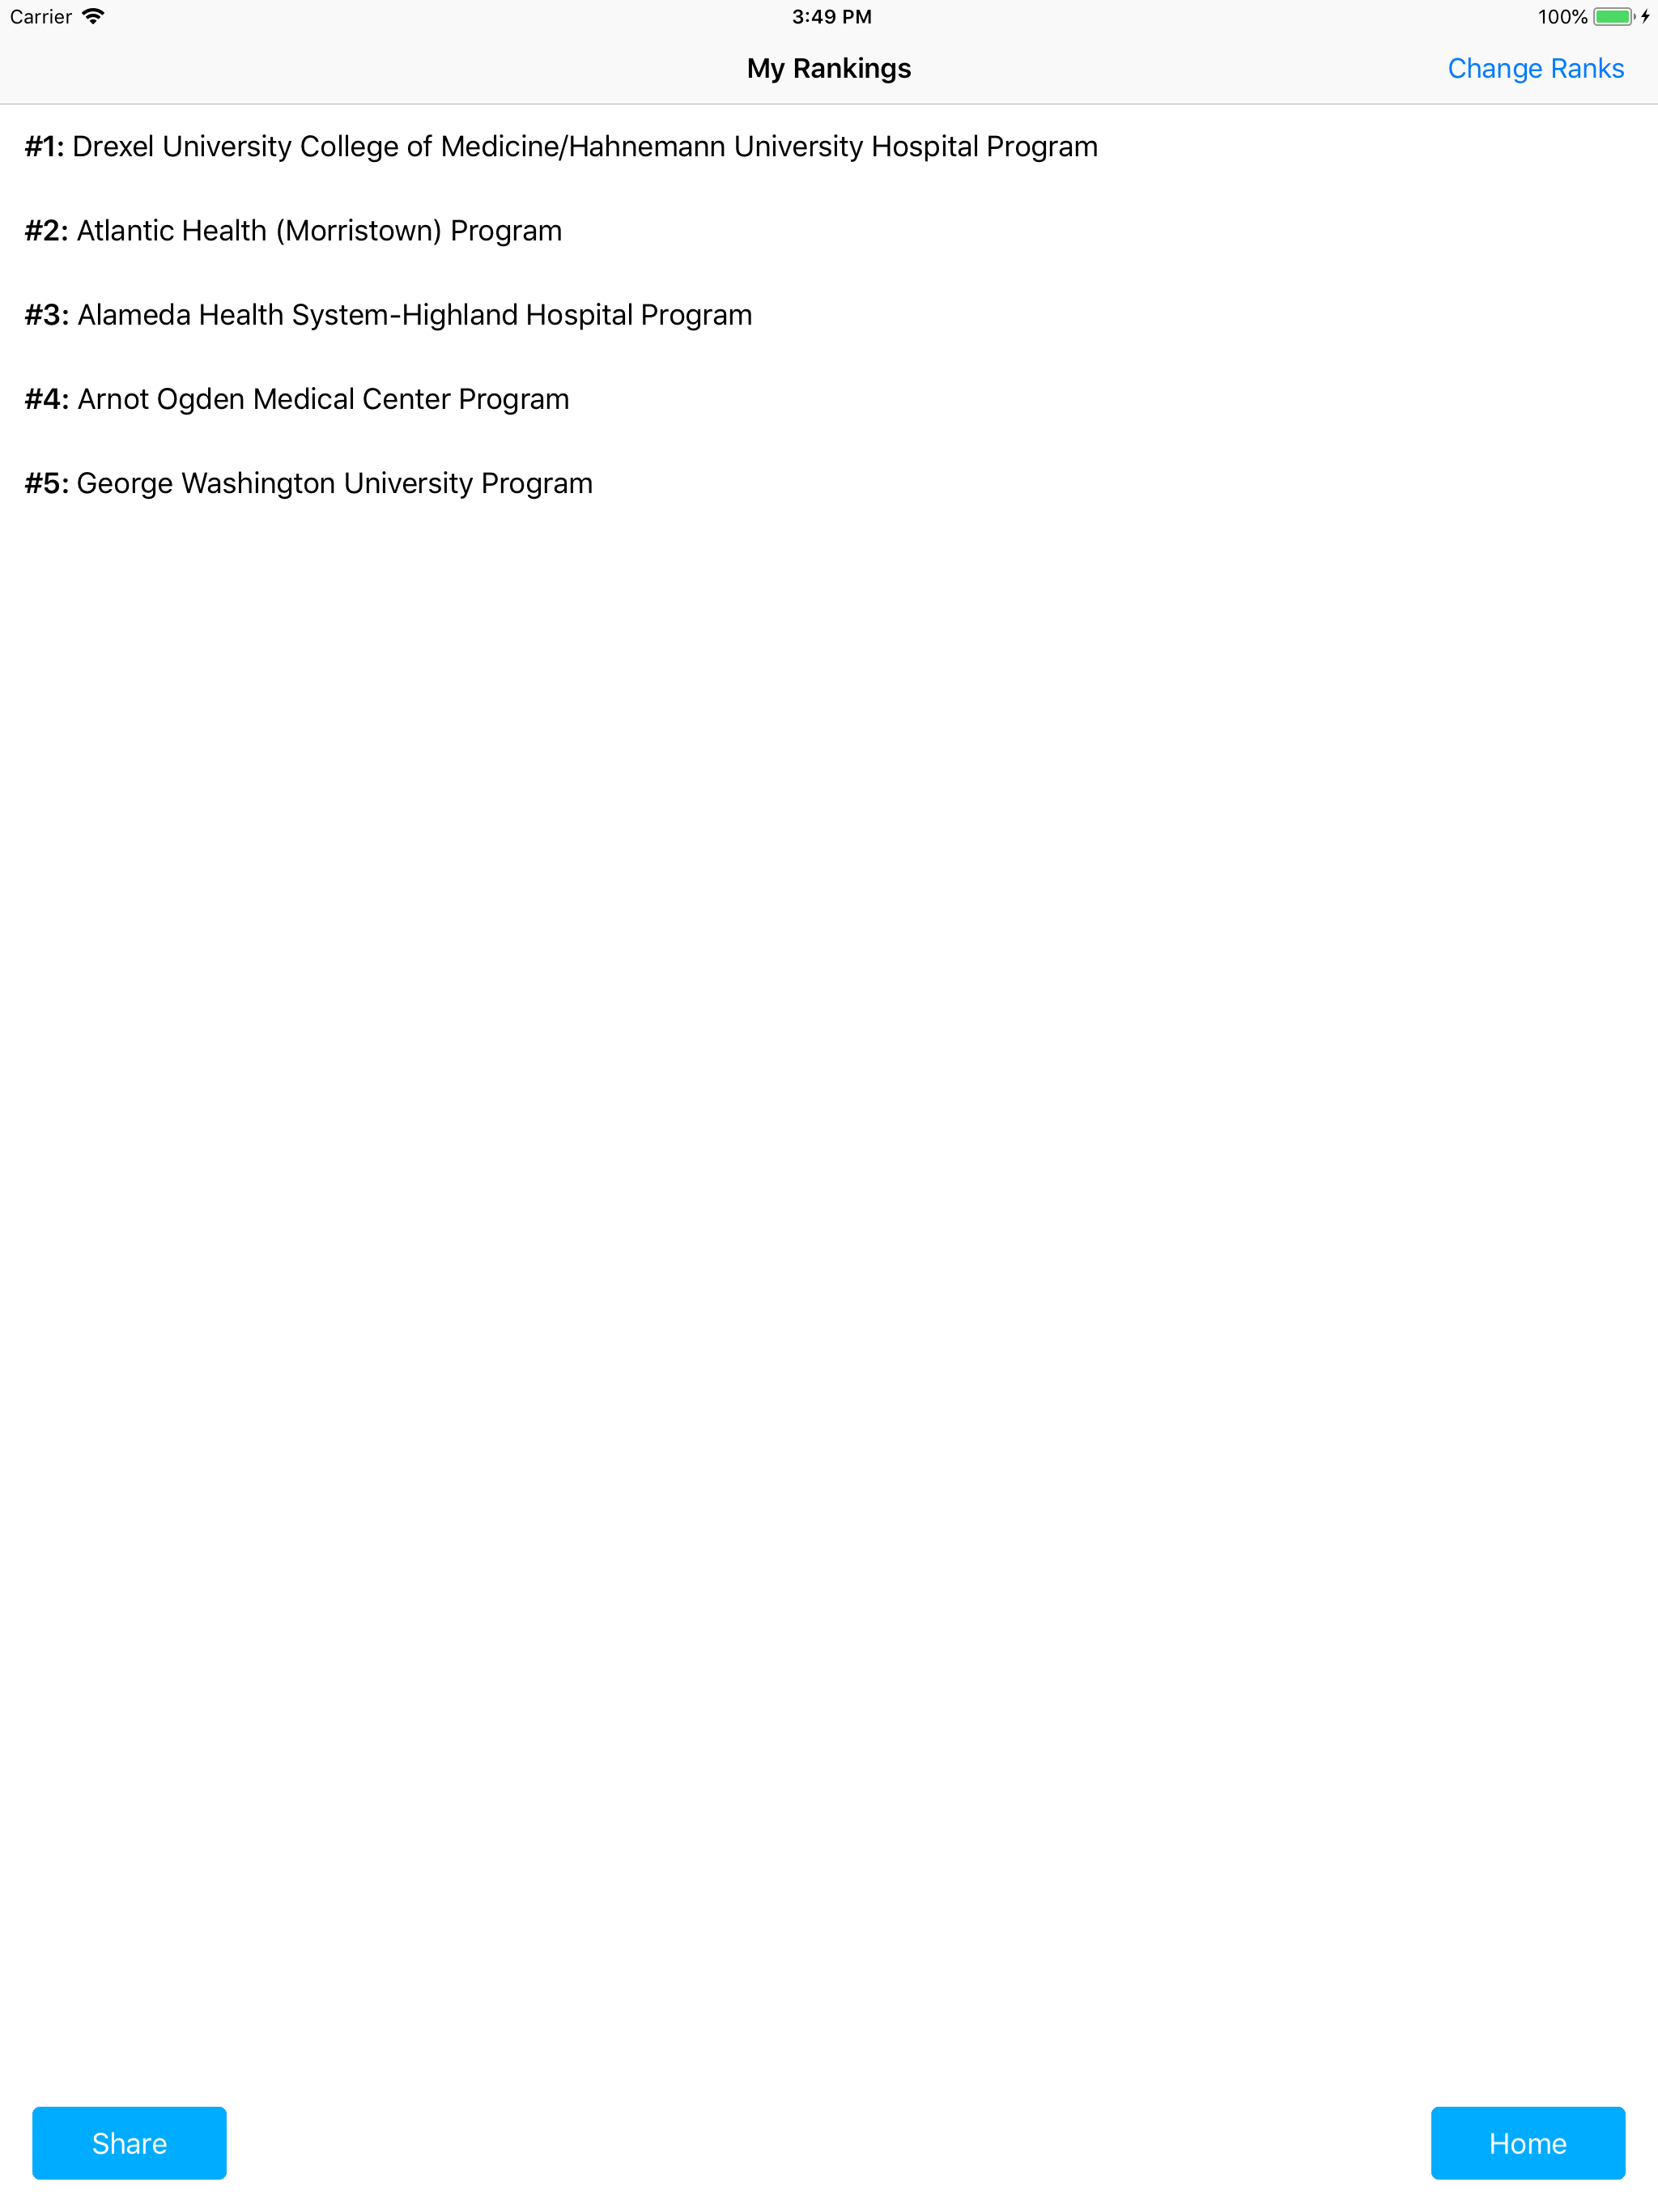 Carrier 3:49 PM 100%
My Rankings Change Ranks
#1: Drexel University College of Medicine/Hahnemann University Hospital Program
#2: Atlantic Health (Morristown) Program
#3: Alameda Health System-Highland Hospital Program
#4: Arnot Ogden Medical Center Program
#5: George Washington University Program
Share Home